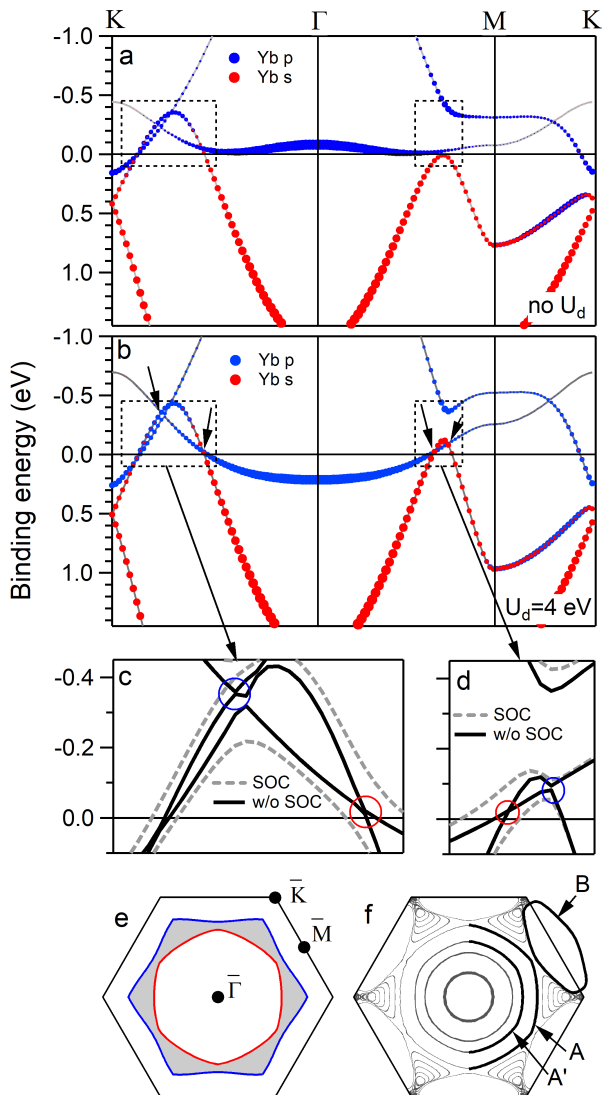 K Γ M K
-1.0
a
Yb p
Yb s
-0.5
0.0
0.5
1.0
no U_d
-1.0
b
Yb p
Yb s
-0.5
0.0
0.5
1.0
U_d=4 eV
Binding energy (eV)
c
-0.4
-0.2
0.0
SOC
w/o SOC
d
SOC
w/o SOC
e
K̅
M̅
Γ̅
f
B
A
A'